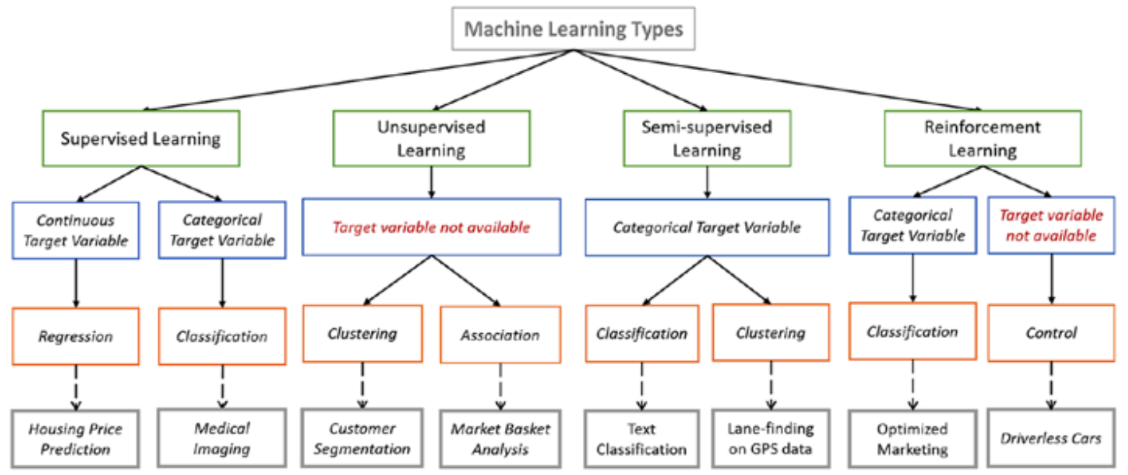 Machine Learning Types
Supervised Learning
Unsupervised
Learning
Semi-supervised
Learning
Reinforcement
Learning
Continuous
Target Variable
Categorical
Target Variable
Target variable not available
Categorical Target Variable
Categorical
Target Variable
Target variable
not available
Regression
Classification
Clustering
Association
Classification
Clustering
Classification
Control
Housing Price
Prediction
Medical
Imaging
Customer
Segmentation
Market Basket
Analysis
Text
Classification
Lane-finding
on GPS data
Optimized
Marketing
Driverless Cars